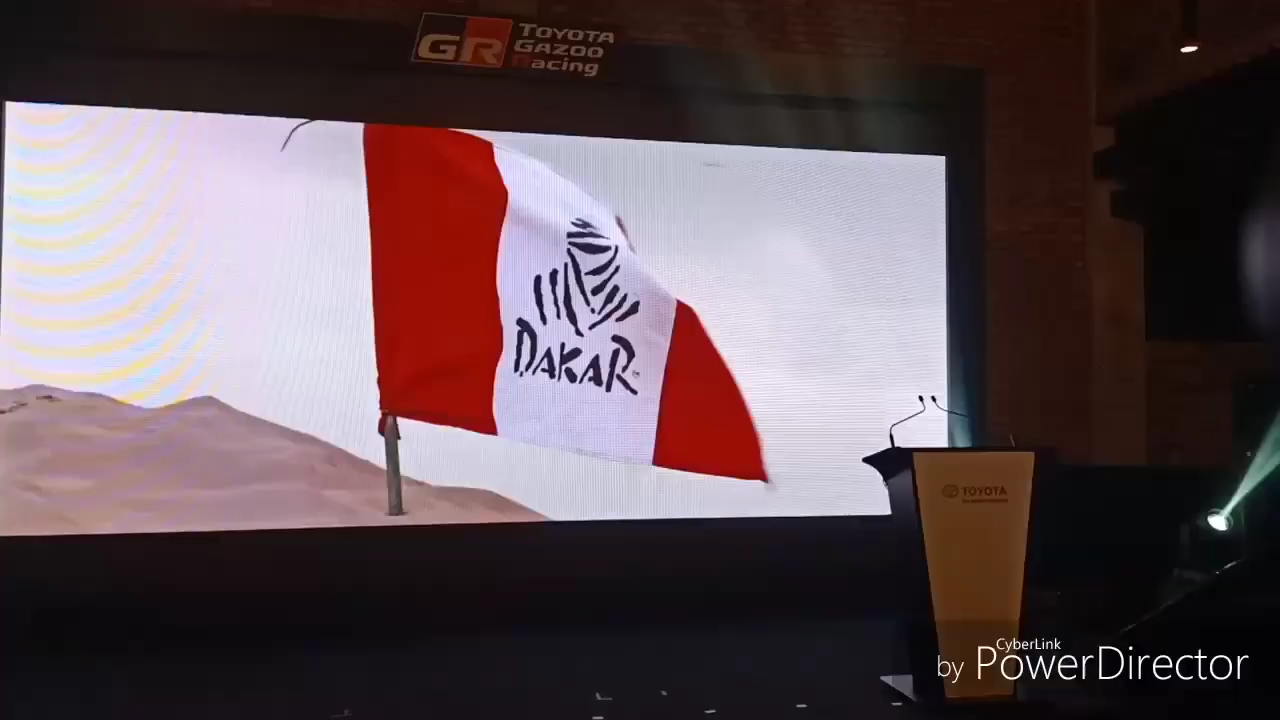 GR
TOYOTA
GAZOO
Racing
DAKAR
TOYOTA
CyberLink
by PowerDirector